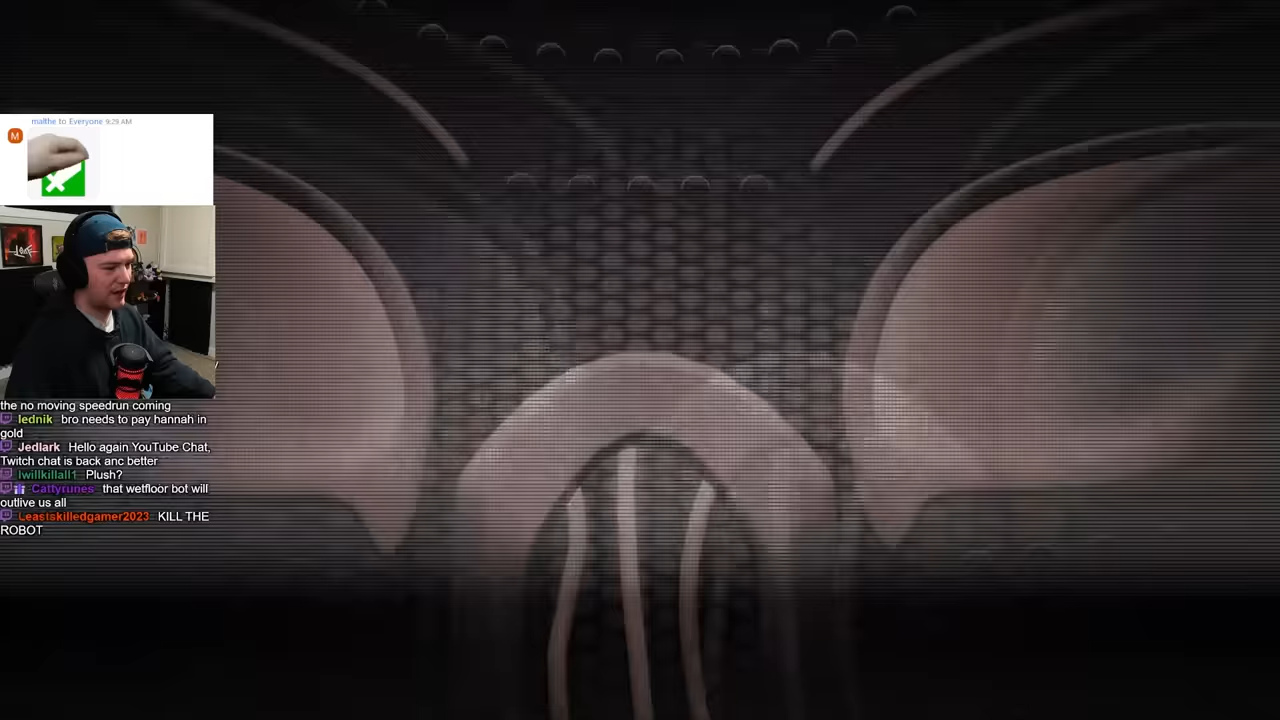 malthe to Everyone 9:29 AM
M
the no moving speedrun coming
lednik bro needs to pay hannah in
gold
Jedlark Hello again YouTube Chat,
Twitch chat is back anc better
Iwillkillall1 Plush?
Cattyrunes that wetfloor bot will
outlive us all
Leastskilledgamer2023 KILL THE
ROBOT